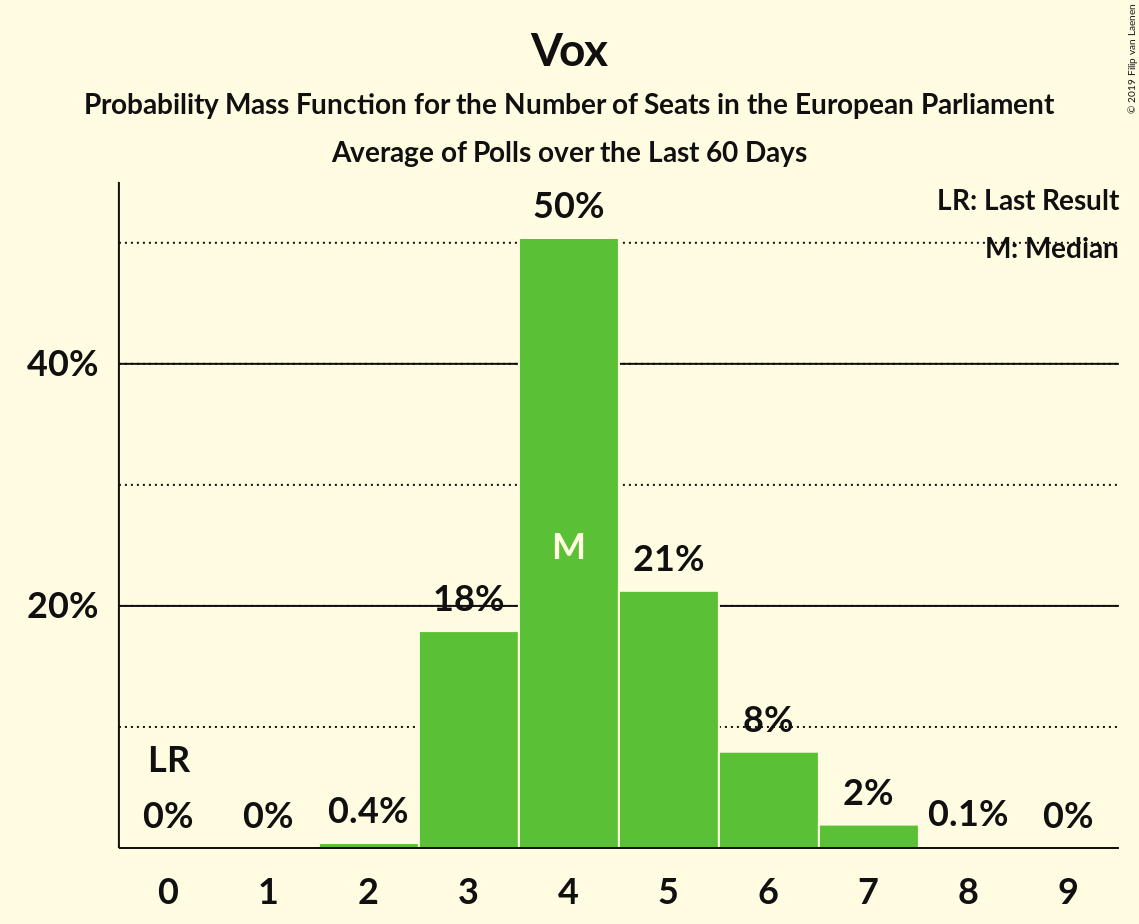 Vox
Probability Mass Function for the Number of Seats in the European Parliament
Average of Polls over the Last 60 Days
© 2019 Filip van Laenen
LR: Last Result
M: Median
50%
40%
M
21%
18%
20%
8%
LR
2%
0%
0%
0.4%
0.1%
0%
0 1 2 3 4 5 6 7 8 9